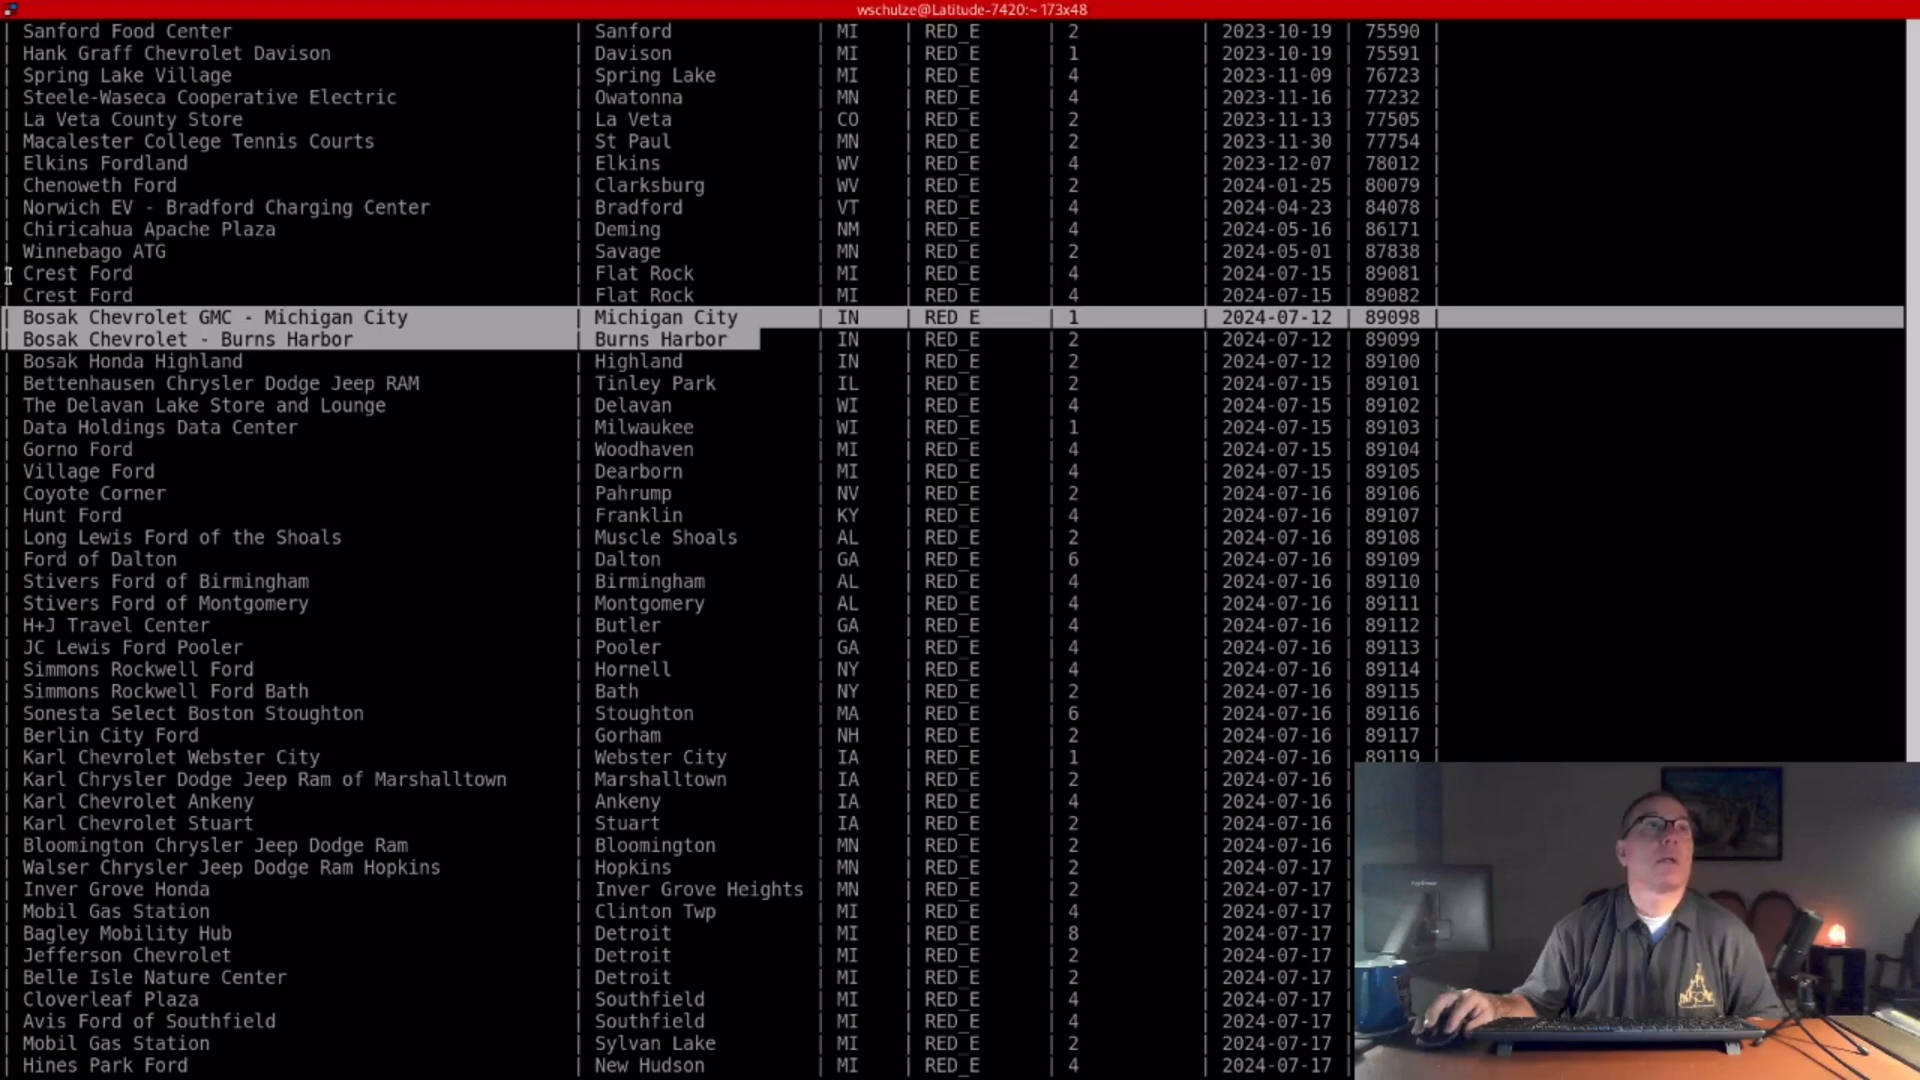 wschulze@Latitude-7420:~ 173x48
| Sanford Food Center | Sanford | MI | RED_E | 2 | 2023-10-19 | 75590 |
| Hank Graff Chevrolet Davison | Davison | MI | RED_E | 1 | 2023-10-19 | 75591 |
| Spring Lake Village | Spring Lake | MI | RED_E | 4 | 2023-11-09 | 76723 |
| Steele-Waseca Cooperative Electric | Owatonna | MN | RED_E | 4 | 2023-11-16 | 77232 |
| La Veta County Store | La Veta | CO | RED_E | 2 | 2023-11-13 | 77505 |
| Macalester College Tennis Courts | St Paul | MN | RED_E | 2 | 2023-11-30 | 77754 |
| Elkins Fordland | Elkins | WV | RED_E | 4 | 2023-12-07 | 78012 |
| Chenoweth Ford | Clarksburg | WV | RED_E | 2 | 2024-01-25 | 80079 |
| Norwich EV - Bradford Charging Center | Bradford | VT | RED_E | 4 | 2024-04-23 | 84078 |
| Chiricahua Apache Plaza | Deming | NM | RED_E | 4 | 2024-05-16 | 86171 |
| Winnebago ATG | Savage | MN | RED_E | 2 | 2024-05-01 | 87838 |
| Crest Ford | Flat Rock | MI | RED_E | 4 | 2024-07-15 | 89081 |
| Crest Ford | Flat Rock | MI | RED_E | 4 | 2024-07-15 | 89082 |
| Bosak Chevrolet GMC - Michigan City | Michigan City | IN | RED_E | 1 | 2024-07-12 | 89098 |
| Bosak Chevrolet - Burns Harbor | Burns Harbor | IN | RED_E | 2 | 2024-07-12 | 89099 |
| Bosak Honda Highland | Highland | IN | RED_E | 2 | 2024-07-12 | 89100 |
| Bettenhausen Chrysler Dodge Jeep RAM | Tinley Park | IL | RED_E | 2 | 2024-07-15 | 89101 |
| The Delavan Lake Store and Lounge | Delavan | WI | RED_E | 4 | 2024-07-15 | 89102 |
| Data Holdings Data Center | Milwaukee | WI | RED_E | 1 | 2024-07-15 | 89103 |
| Gorno Ford | Woodhaven | MI | RED_E | 4 | 2024-07-15 | 89104 |
| Village Ford | Dearborn | MI | RED_E | 4 | 2024-07-15 | 89105 |
| Coyote Corner | Pahrump | NV | RED_E | 2 | 2024-07-16 | 89106 |
| Hunt Ford | Franklin | KY | RED_E | 4 | 2024-07-16 | 89107 |
| Long Lewis Ford of the Shoals | Muscle Shoals | AL | RED_E | 2 | 2024-07-16 | 89108 |
| Ford of Dalton | Dalton | GA | RED_E | 6 | 2024-07-16 | 89109 |
| Stivers Ford of Birmingham | Birmingham | AL | RED_E | 4 | 2024-07-16 | 89110 |
| Stivers Ford of Montgomery | Montgomery | AL | RED_E | 4 | 2024-07-16 | 89111 |
| H+J Travel Center | Butler | GA | RED_E | 4 | 2024-07-16 | 89112 |
| JC Lewis Ford Pooler | Pooler | GA | RED_E | 4 | 2024-07-16 | 89113 |
| Simmons Rockwell Ford | Hornell | NY | RED_E | 4 | 2024-07-16 | 89114 |
| Simmons Rockwell Ford Bath | Bath | NY | RED_E | 2 | 2024-07-16 | 89115 |
| Sonesta Select Boston Stoughton | Stoughton | MA | RED_E | 6 | 2024-07-16 | 89116 |
| Berlin City Ford | Gorham | NH | RED_E | 2 | 2024-07-16 | 89117 |
| Karl Chevrolet Webster City | Webster City | IA | RED_E | 1 | 2024-07-16 | 89119 |
| Karl Chrysler Dodge Jeep Ram of Marshalltown | Marshalltown | IA | RED_E | 2 | 2024-07-16
| Karl Chevrolet Ankeny | Ankeny | IA | RED_E | 4 | 2024-07-16
| Karl Chevrolet Stuart | Stuart | IA | RED_E | 2 | 2024-07-16
| Bloomington Chrysler Jeep Dodge Ram | Bloomington | MN | RED_E | 2 | 2024-07-16
| Walser Chrysler Jeep Dodge Ram Hopkins | Hopkins | MN | RED_E | 2 | 2024-07-17
| Inver Grove Honda | Inver Grove Heights | MN | RED_E | 2 | 2024-07-17
| Mobil Gas Station | Clinton Twp | MI | RED_E | 4 | 2024-07-17
| Bagley Mobility Hub | Detroit | MI | RED_E | 8 | 2024-07-17
| Jefferson Chevrolet | Detroit | MI | RED_E | 2 | 2024-07-17
| Belle Isle Nature Center | Detroit | MI | RED_E | 2 | 2024-07-17
| Cloverleaf Plaza | Southfield | MI | RED_E | 4 | 2024-07-17
| Avis Ford of Southfield | Southfield | MI | RED_E | 4 | 2024-07-17
| Mobil Gas Station | Sylvan Lake | MI | RED_E | 2 | 2024-07-17
| Hines Park Ford | New Hudson | MI | RED_E | 4 | 2024-07-17